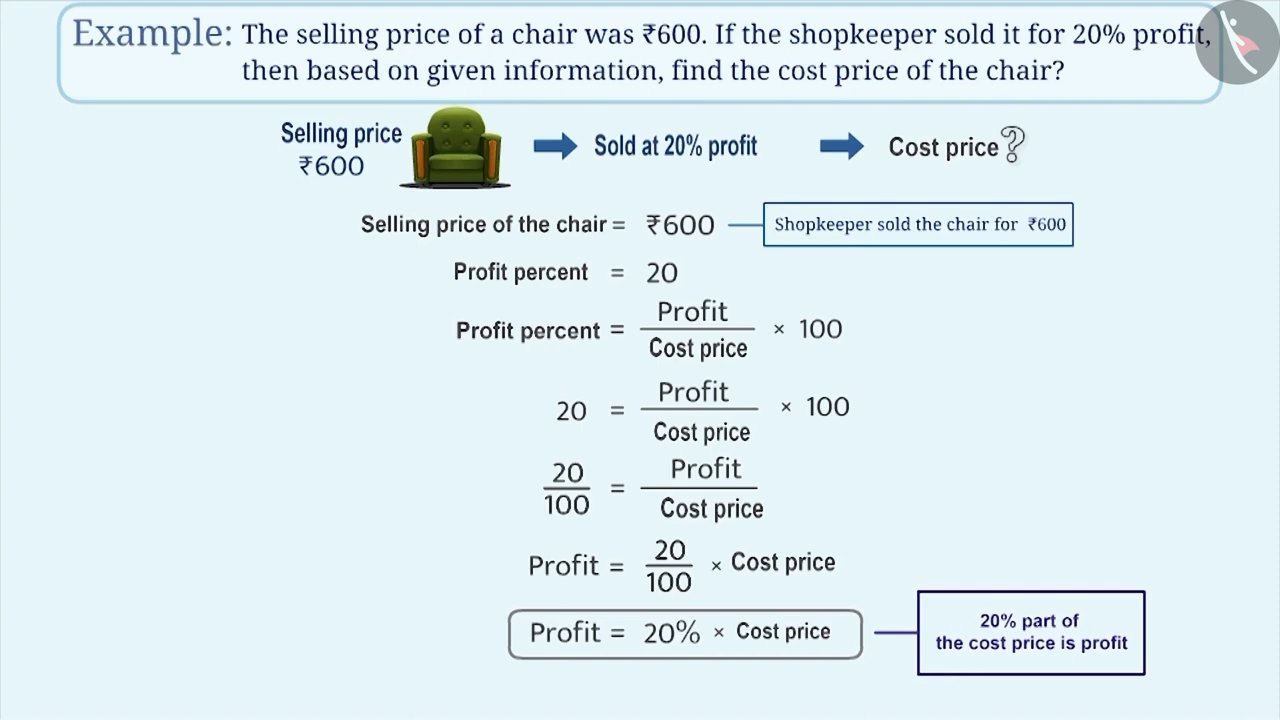 Example: The selling price of a chair was ₹600. If the shopkeeper sold it for 20% profit,
then based on given information, find the cost price of the chair?
Selling price
₹600
Sold at 20% profit
Cost price?
Selling price of the chair = ₹600
Shopkeeper sold the chair for ₹600
Profit percent = 20
Profit percent = Profit / Cost price × 100
20 = Profit / Cost price × 100
20 / 100 = Profit / Cost price
Profit = 20 / 100 × Cost price
Profit = 20% × Cost price
20% part of
the cost price is profit